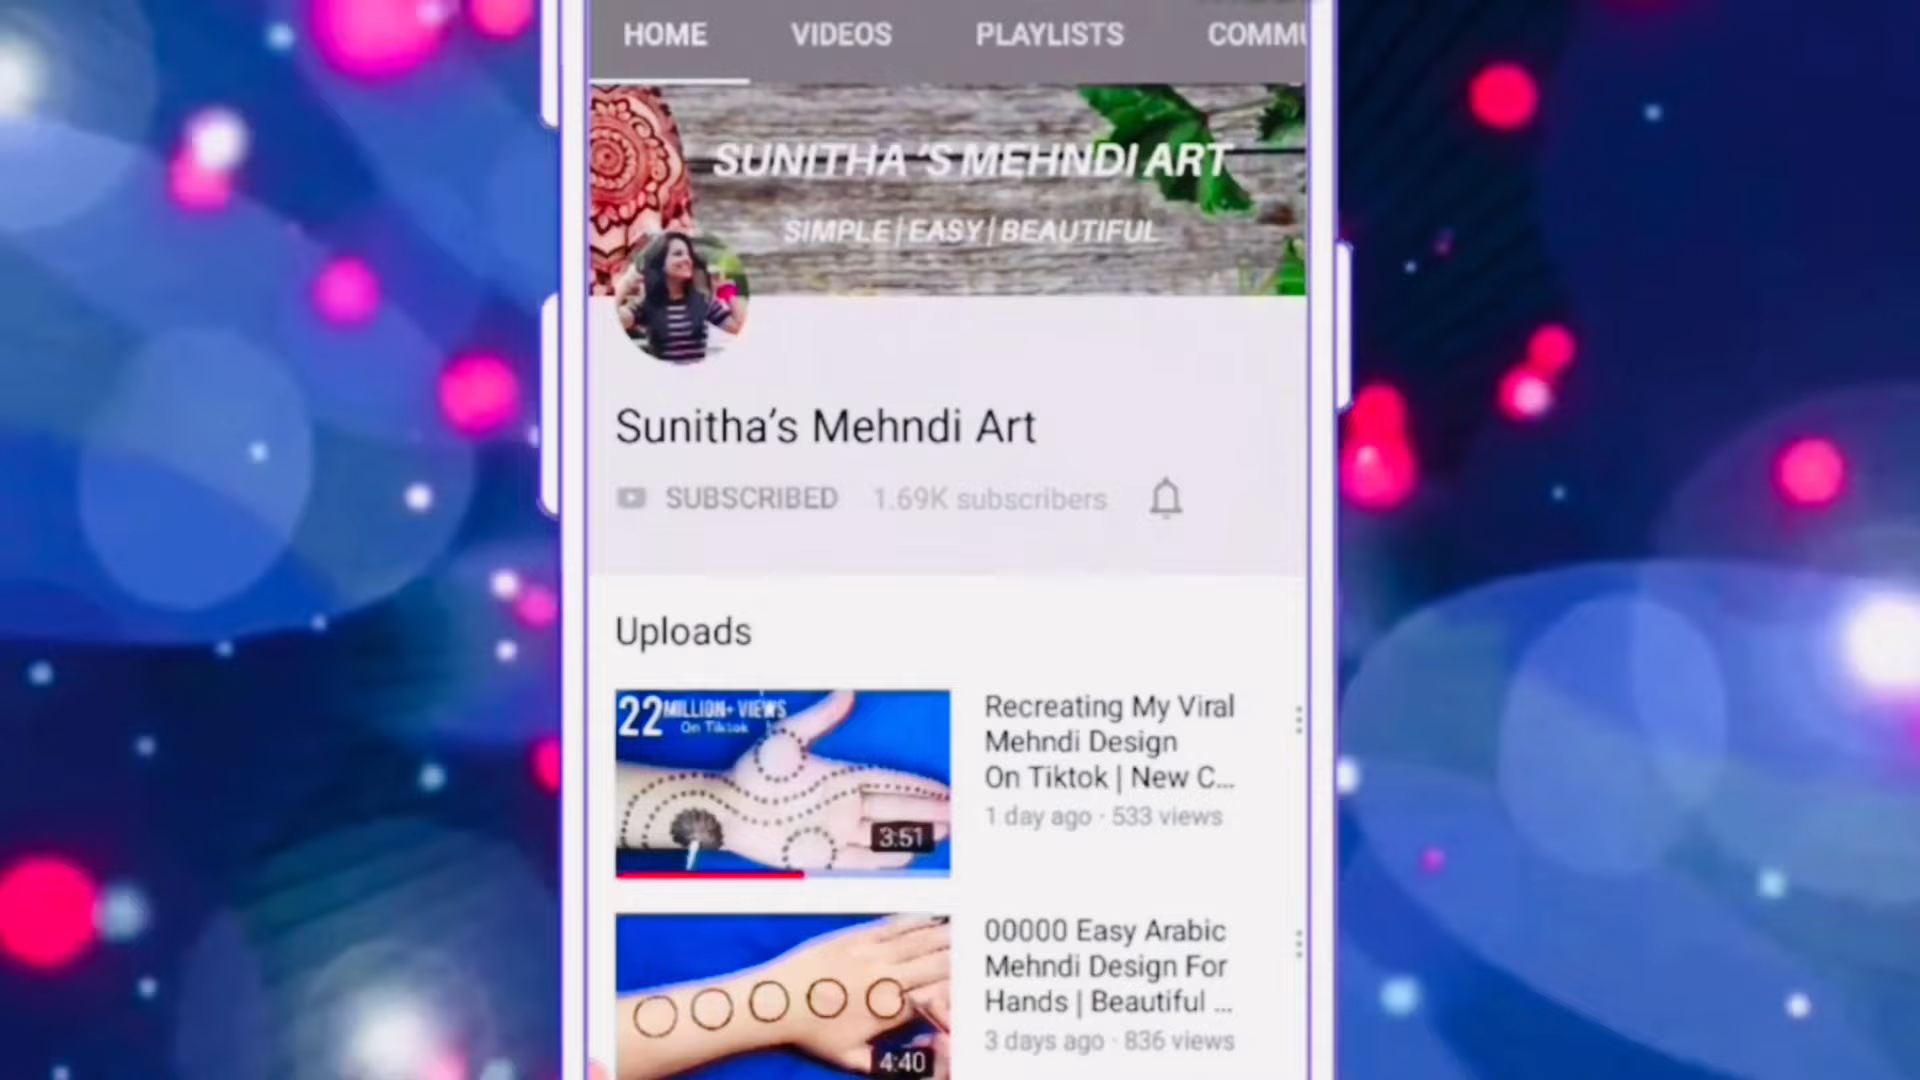 HOME VIDEOS PLAYLISTS COMMU
SUNITHA 'S MEHNDI ART
SIMPLE | EASY | BEAUTIFUL
Sunitha's Mehndi Art
SUBSCRIBED 1.69K subscribers
Uploads
22 MILLION+ VIEWS
On Tiktok
3:51
Recreating My Viral
Mehndi Design
On Tiktok | New C...
1 day ago · 533 views
4:40
00000 Easy Arabic
Mehndi Design For
Hands | Beautiful ...
3 days ago · 836 views